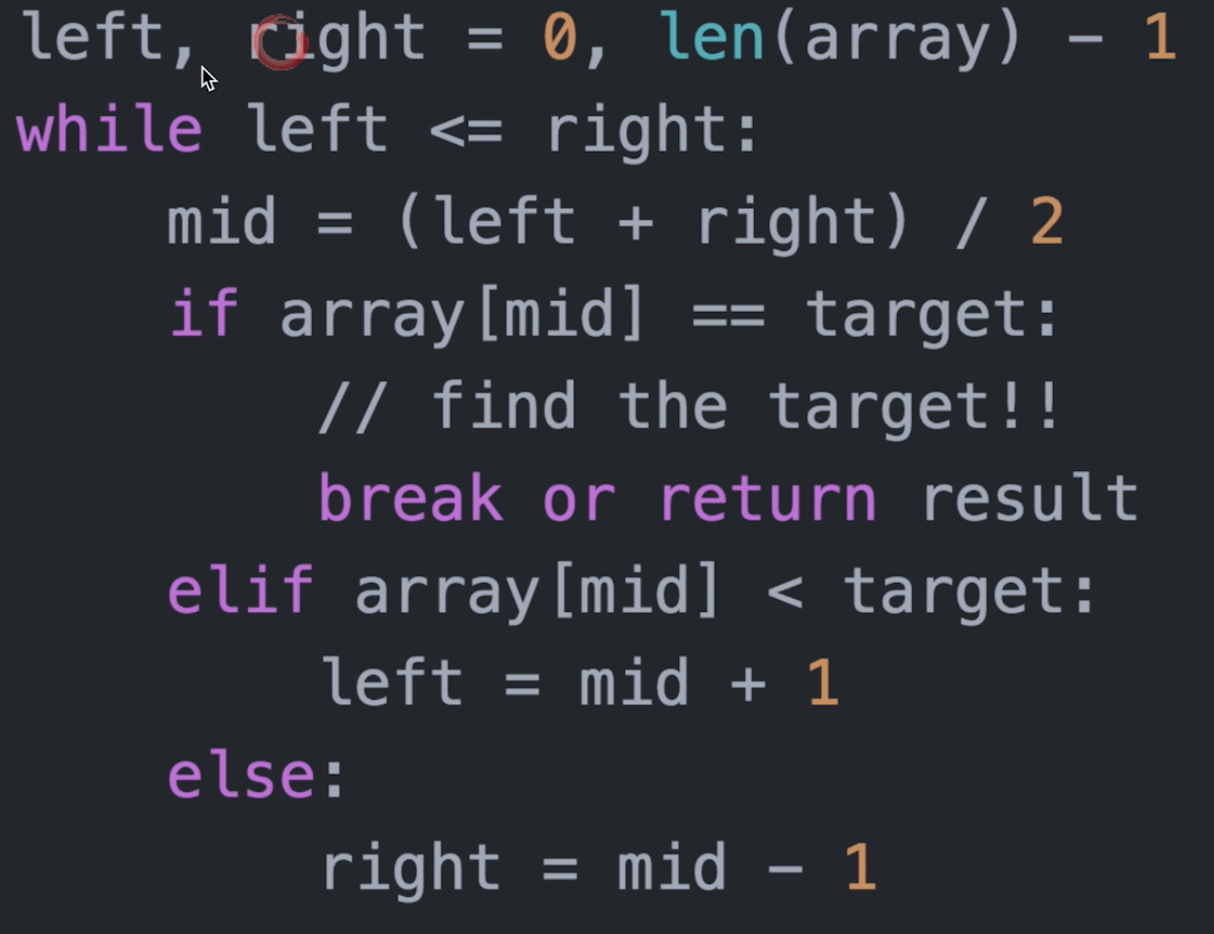 left, right = 0, len(array) - 1
while left <= right:
    mid = (left + right) / 2
    if array[mid] == target:
        // find the target!!
        break or return result
    elif array[mid] < target:
        left = mid + 1
    else:
        right = mid - 1